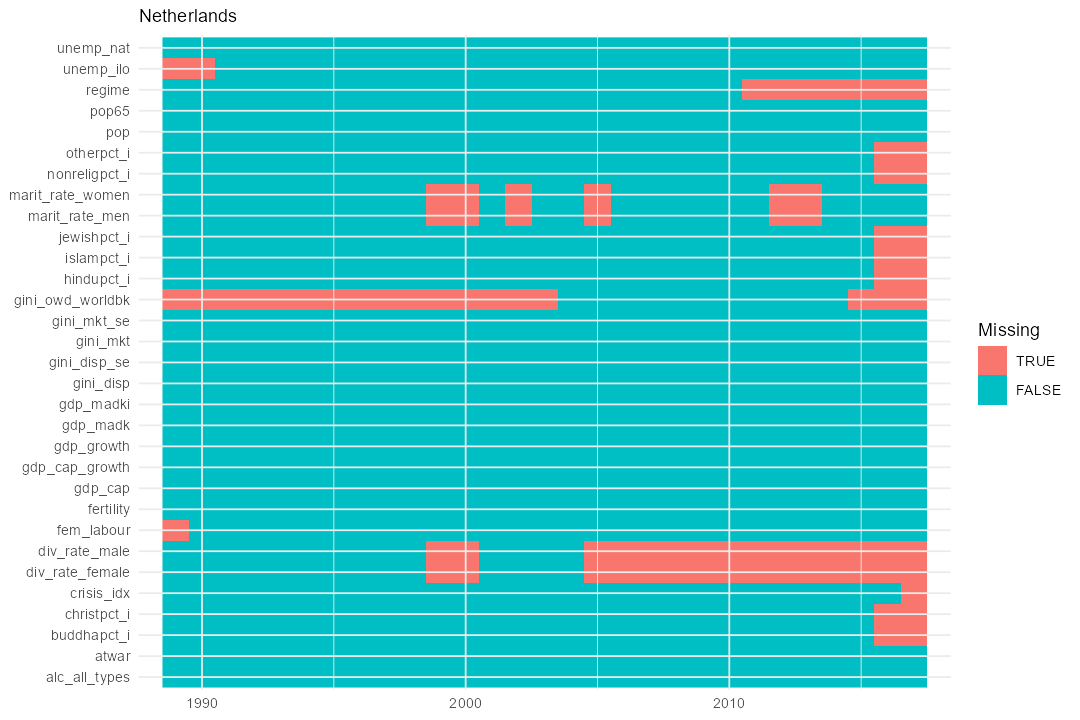 Netherlands
unemp_nat
unemp_ilo
regime
pop65
pop
otherpct_i
nonreligpct_i
marit_rate_women
marit_rate_men
jewishpct_i
islampct_i
hindupct_i
gini_owd_worldbk
gini_mkt_se
gini_mkt
gini_disp_se
gini_disp
gdp_madki
gdp_madk
gdp_growth
gdp_cap_growth
gdp_cap
fertility
fem_labour
div_rate_male
div_rate_female
crisis_idx
christpct_i
buddhapct_i
atwar
alc_all_types
1990 2000 2010
Missing
TRUE
FALSE